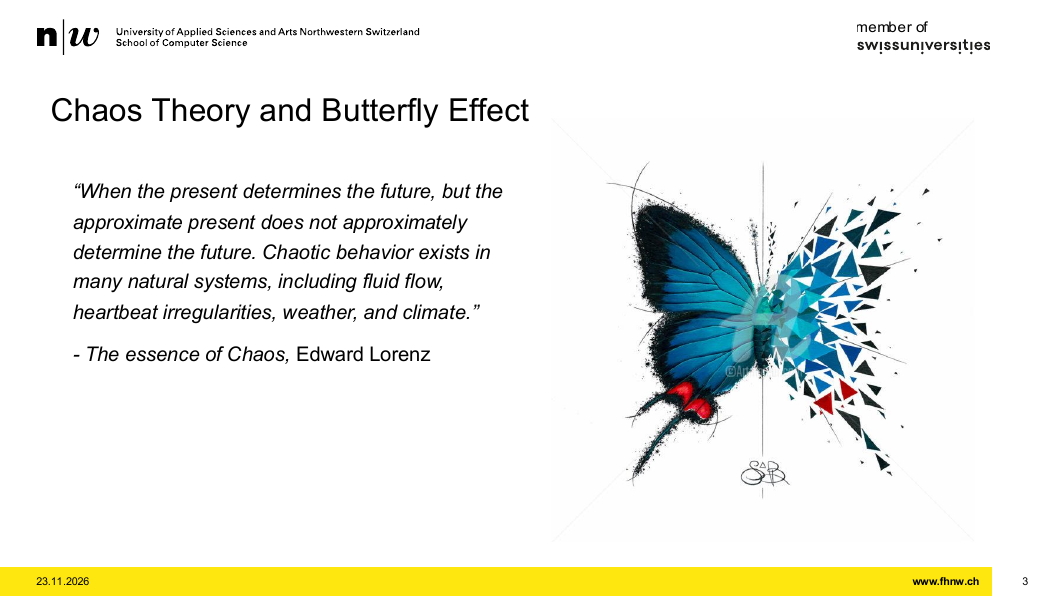 n|w University of Applied Sciences and Arts Northwestern Switzerland
School of Computer Science
member of
swissuniversities
Chaos Theory and Butterfly Effect
“When the present determines the future, but the
approximate present does not approximately
determine the future. Chaotic behavior exists in
many natural systems, including fluid flow,
heartbeat irregularities, weather, and climate.”
- The essence of Chaos, Edward Lorenz
23.11.2026
www.fhnw.ch
3